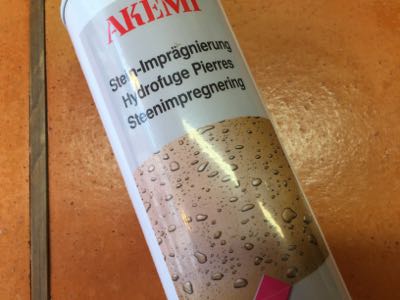 AKEMI
Stein-Imprägnierung
Hydrofuge Pierres
Steenimpregnering